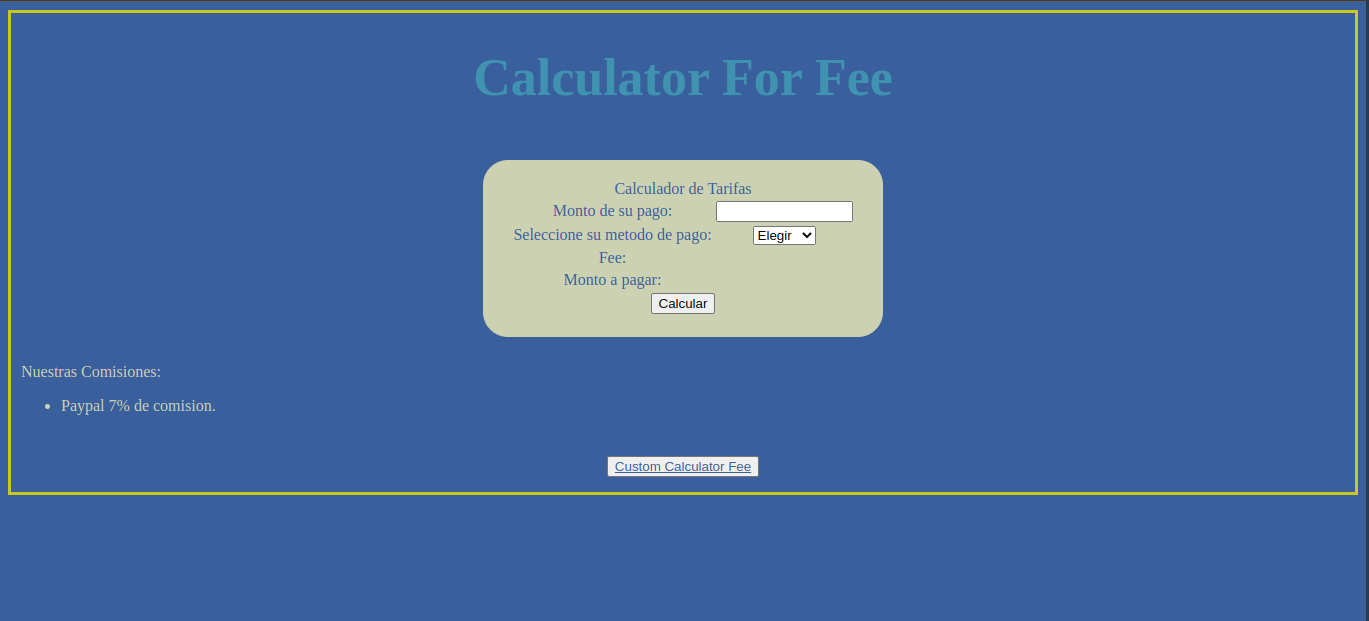 Calculator For Fee
Calculador de Tarifas
Monto de su pago:
Seleccione su metodo de pago: Elegir
Fee:
Monto a pagar:
Calcular
Nuestras Comisiones:
• Paypal 7% de comision.
Custom Calculator Fee